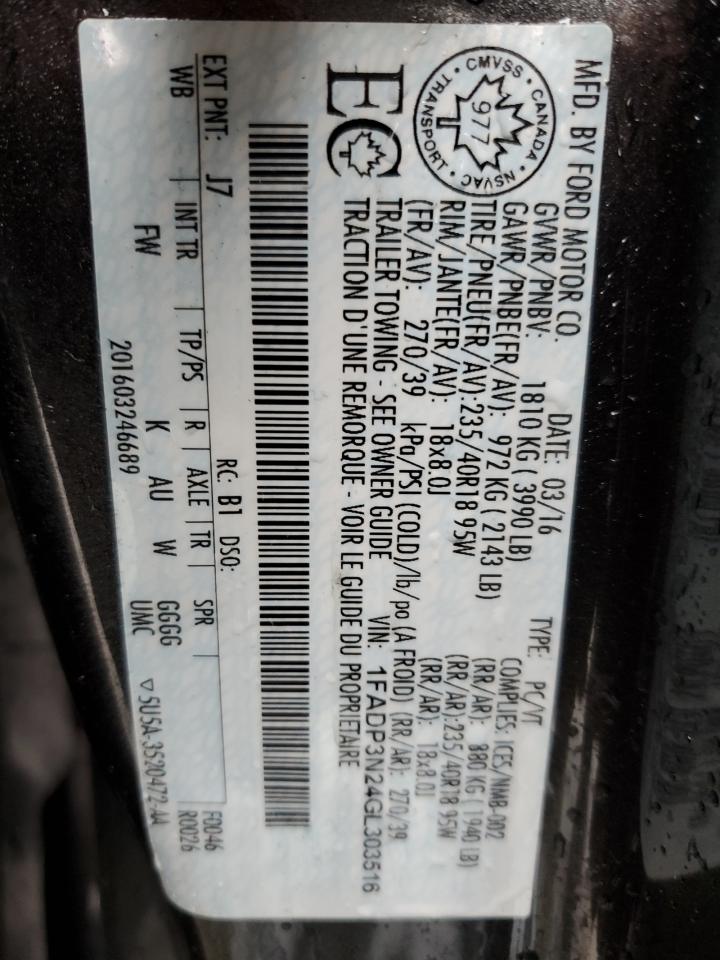 MFD. BY FORD MOTOR CO.
DATE: 03/16 TYPE: PC/VT
GVWR/PNBV: 1810 KG ( 3990 LB) COMPLIES: ICES/NMB-002
GAWR/PNBE(FR/AV): 972 KG ( 2143 LB) (RR/AR): 880 KG ( 1940 LB)
TIRE/PNEU(FR/AV):235/40R18 95W (RR/AR):235/40R18 95W
RIM/JANTE(FR/AV): 18x8.0J (RR/AR): 18x8.0J
(FR/AV): 270/39 kPa/PSI (COLD)/lb/po (A FROID) (RR/AR): 270/39
TRAILER TOWING - SEE OWNER GUIDE VIN: 1FADP3N24GL303516
TRACTION D'UNE REMORQUE - VOIR LE GUIDE DU PROPRIETAIRE
CMVSS · CANADA · NSVAC · TRANSPORT ·
977
EC
EXT PNT: J7 RC: B1 DSO: F0046
R0026
WB INT TR TP/PS R AXLE TR SPR
FW K AU W GGGG
UMC
201603246689 ▽ 5U5A-3520472-AA